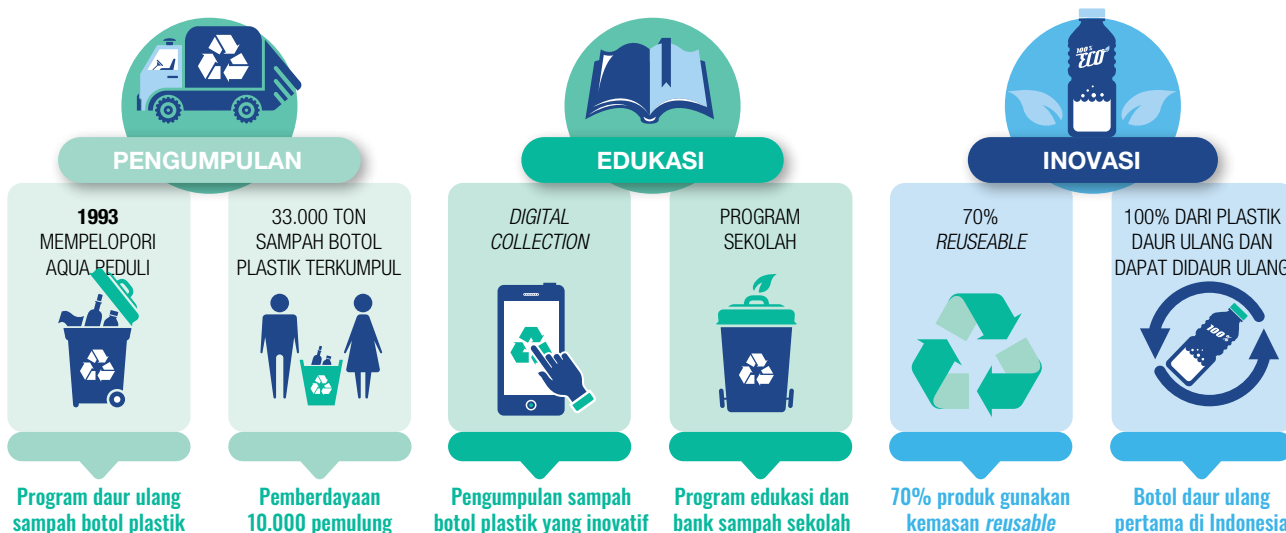 100% ECO
PENGUMPULAN
EDUKASI
INOVASI
1993
MEMPELOPORI
AQUA PEDULI
33.000 TON
SAMPAH BOTOL
PLASTIK TERKUMPUL
DIGITAL
COLLECTION
PROGRAM
SEKOLAH
70%
REUSEABLE
100% DARI PLASTIK
DAUR ULANG DAN
DAPAT DIDAUR ULANG
100%
Program daur ulang
sampah botol plastik
Pemberdayaan
10.000 pemulung
Pengumpulan sampah
botol plastik yang inovatif
Program edukasi dan
bank sampah sekolah
70% produk gunakan
kemasan reusable
Botol daur ulang
pertama di Indonesia